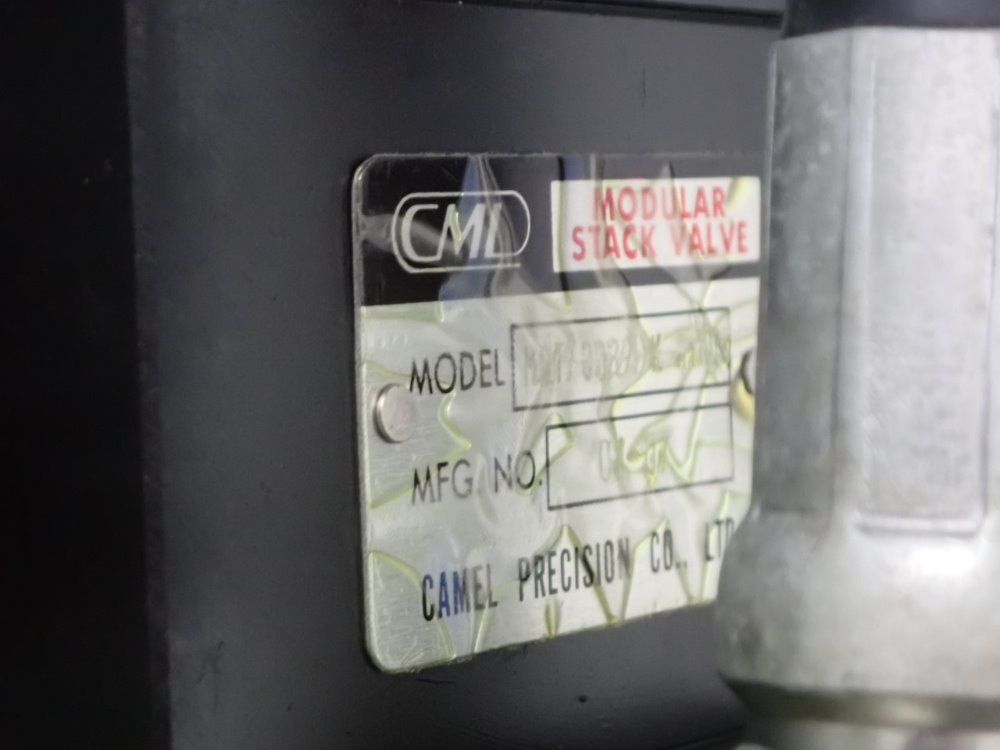 CML
MODULAR
STACK VALVE
MODEL
MFG. NO.
CAMEL PRECISION CO., LTD